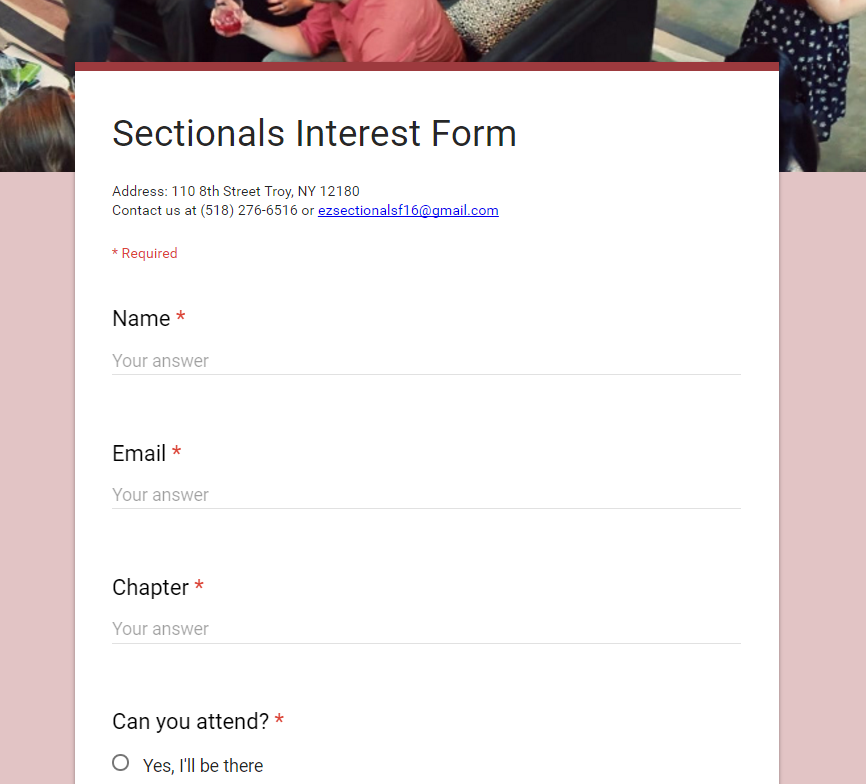 Sectionals Interest Form
Address: 110 8th Street Troy, NY 12180
Contact us at (518) 276-6516 or ezsectionalsf16@gmail.com
* Required
Name *
Your answer
Email *
Your answer
Chapter *
Your answer
Can you attend? *
Yes, I'll be there